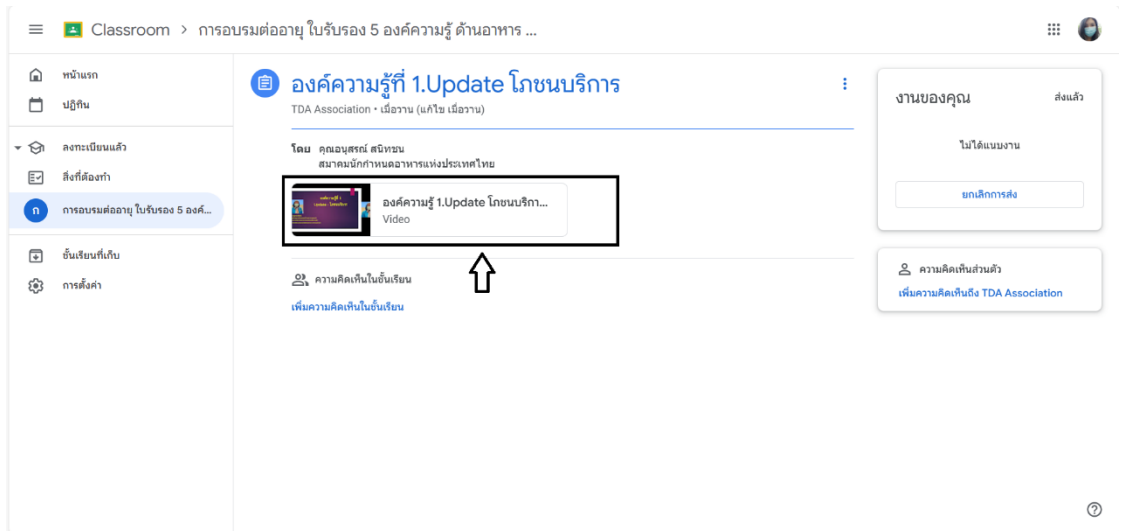 Classroom > การอบรมต่ออายุ ใบรับรอง 5 องค์ความรู้ ด้านอาหาร ...
หน้าแรก
ปฏิทิน
ลงทะเบียนแล้ว
สิ่งที่ต้องทำ
ก การอบรมต่ออายุ ใบรับรอง 5 องค์...
ชั้นเรียนที่เก็บ
การตั้งค่า
องค์ความรู้ที่ 1.Update โภชนบริการ
TDA Association • เมื่อวาน (แก้ไข เมื่อวาน)
โดย คุณอนุสรณ์ สนิทชน
สมาคมนักกำหนดอาหารแห่งประเทศไทย
องค์ความรู้ 1.Update โภชนบริกา...
Video
ความคิดเห็นในชั้นเรียน
เพิ่มความคิดเห็นในชั้นเรียน
งานของคุณ ส่งแล้ว
ไม่ได้แนบงาน
ยกเลิกการส่ง
ความคิดเห็นส่วนตัว
เพิ่มความคิดเห็นถึง TDA Association